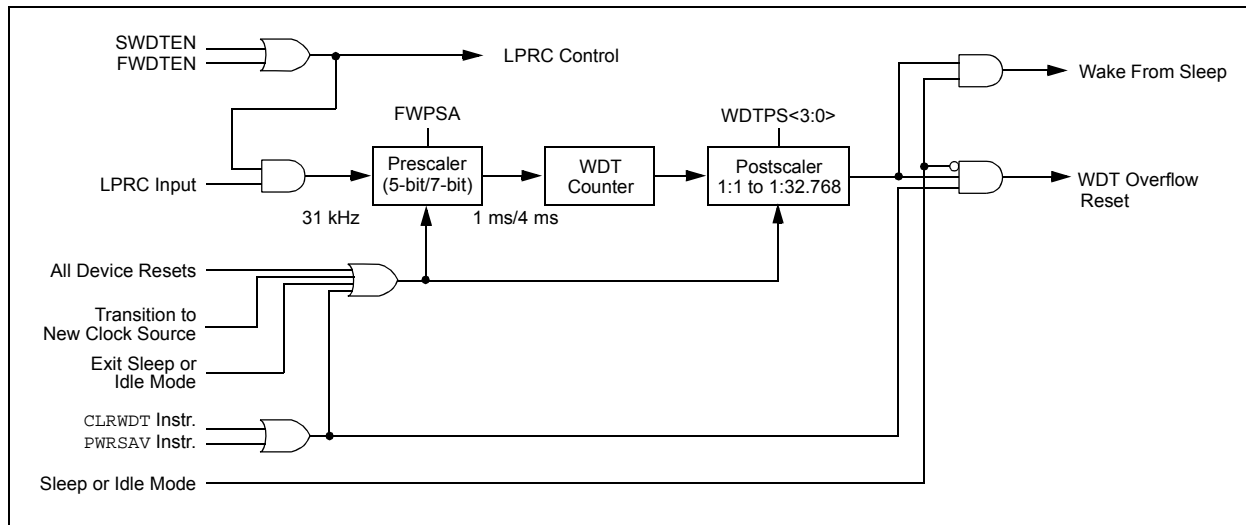 SWDTEN
FWDTEN
LPRC Control
Wake From Sleep
FWPSA
WDTPS<3:0>
LPRC Input
Prescaler
(5-bit/7-bit)
WDT
Counter
Postscaler
1:1 to 1:32.768
WDT Overflow
Reset
31 kHz
1 ms/4 ms
All Device Resets
Transition to
New Clock Source
Exit Sleep or
Idle Mode
CLRWDT Instr.
PWRSAV Instr.
Sleep or Idle Mode